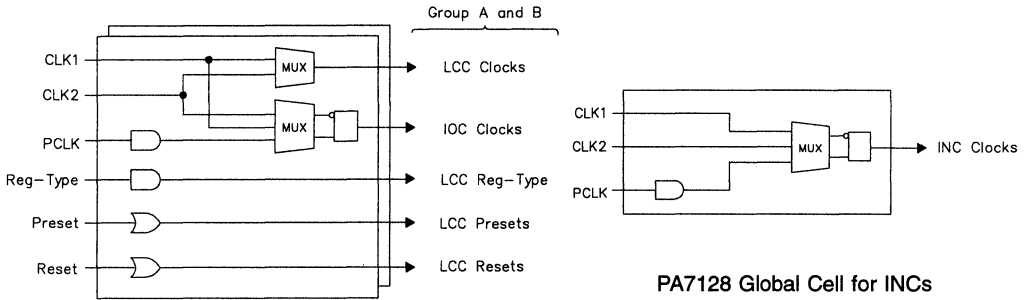 Group A and B
CLK1
MUX
LCC Clocks
CLK2
MUX
IOC Clocks
PCLK
Reg-Type
LCC Reg-Type
Preset
LCC Presets
Reset
LCC Resets
CLK1
CLK2
MUX
INC Clocks
PCLK
PA7128 Global Cell for INCs